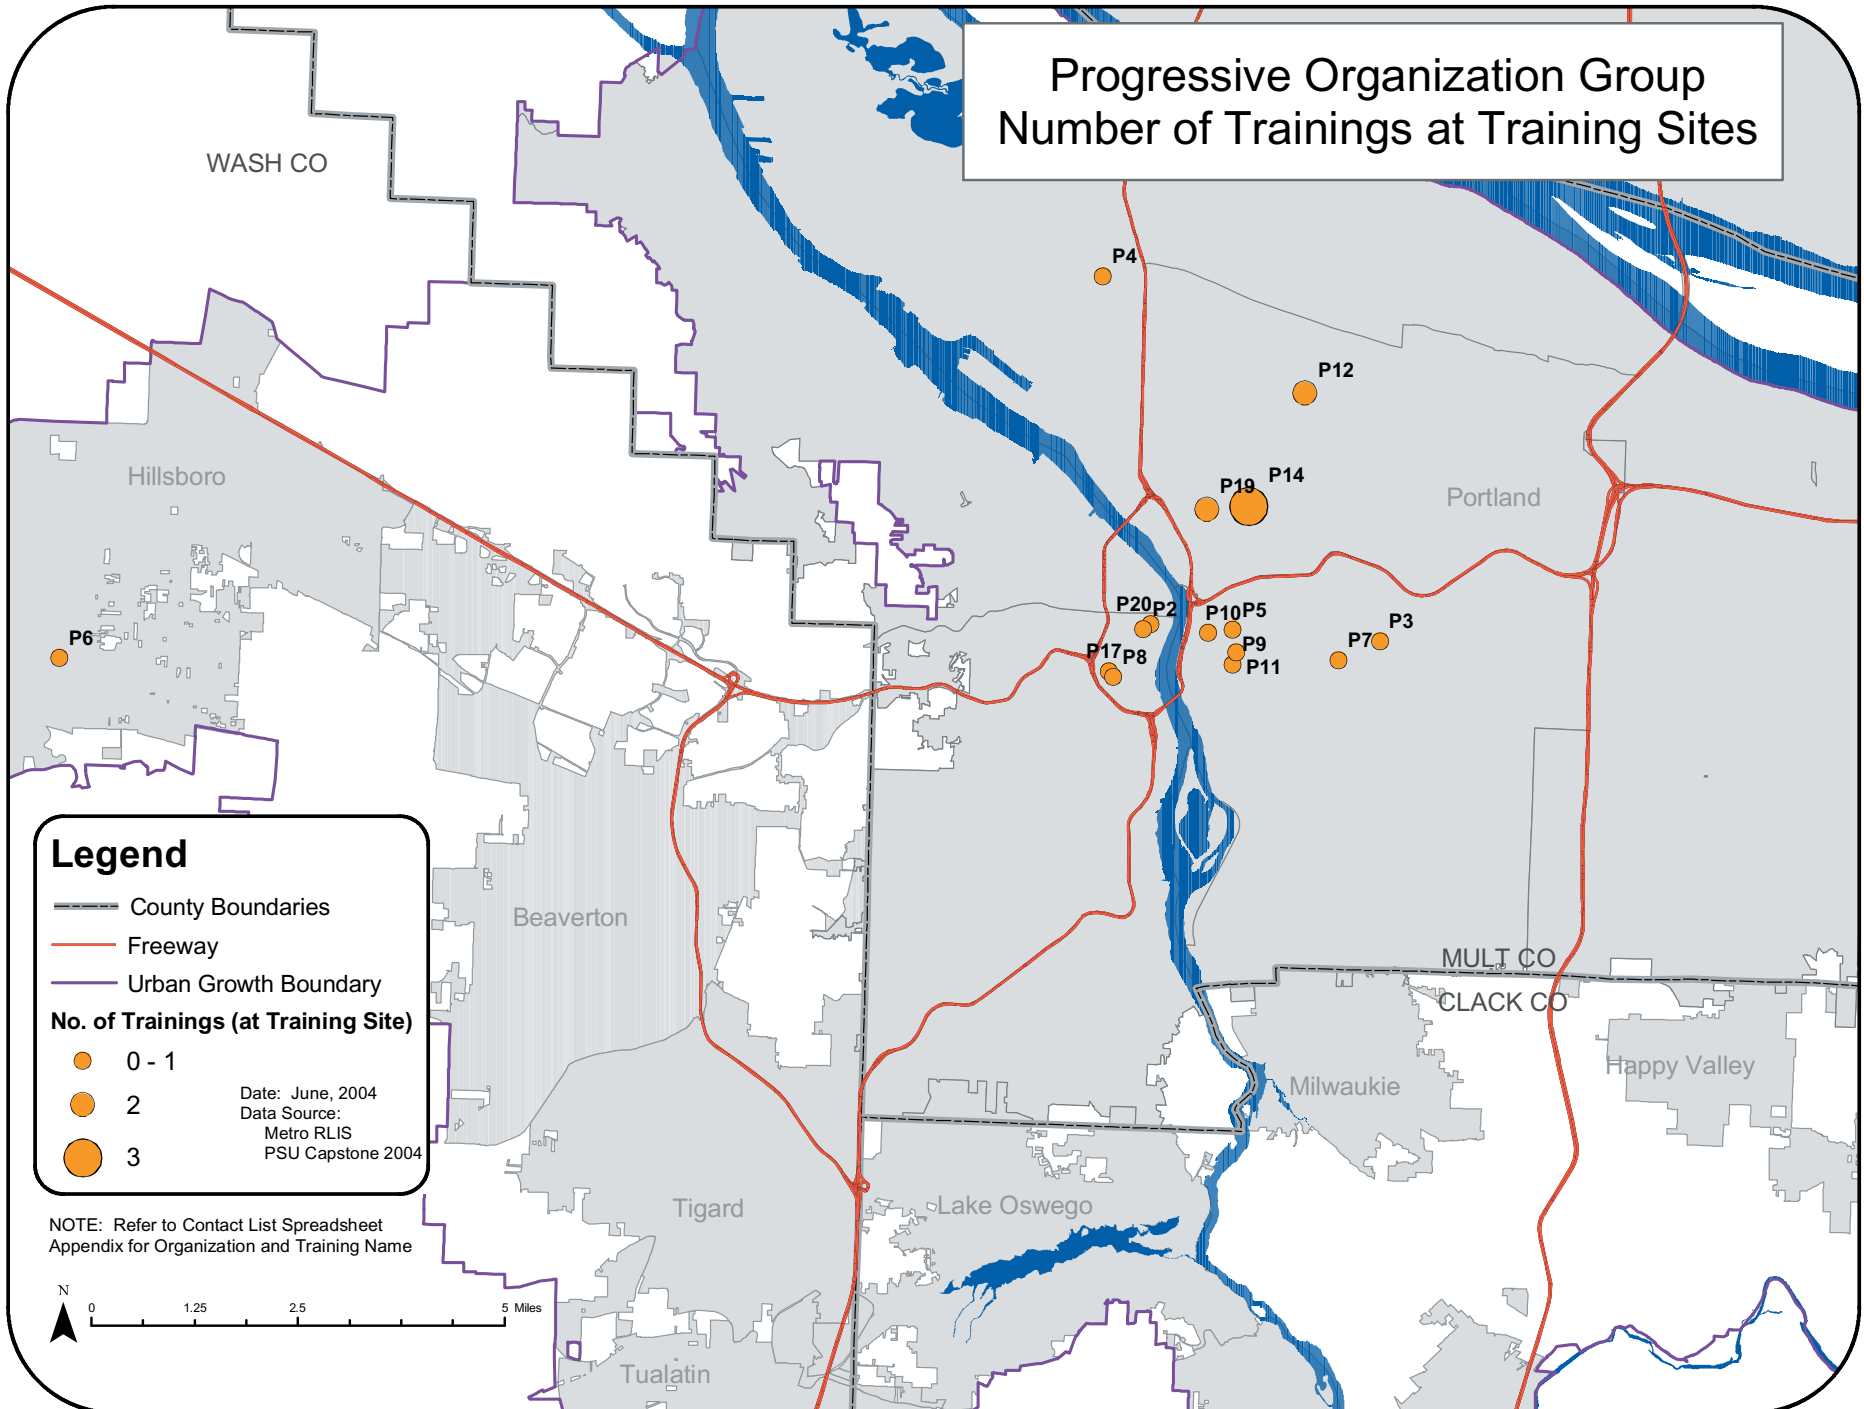 Progressive Organization Group
Number of Trainings at Training Sites
WASH CO
P4
P12
Hillsboro
P14
P19
Portland
P20
P2
P10
P5
P3
P6
P9
P7
P17
P8
P11
Legend
County Boundaries
Freeway
Urban Growth Boundary
No. of Trainings (at Training Site)
0 - 1
2
3
Date: June, 2004
Data Source:
Metro RLIS
PSU Capstone 2004
Beaverton
MULT CO
CLACK CO
Happy Valley
Milwaukie
Tigard
Lake Oswego
NOTE: Refer to Contact List Spreadsheet
Appendix for Organization and Training Name
N
0 1.25 2.5 5 Miles
Tualatin